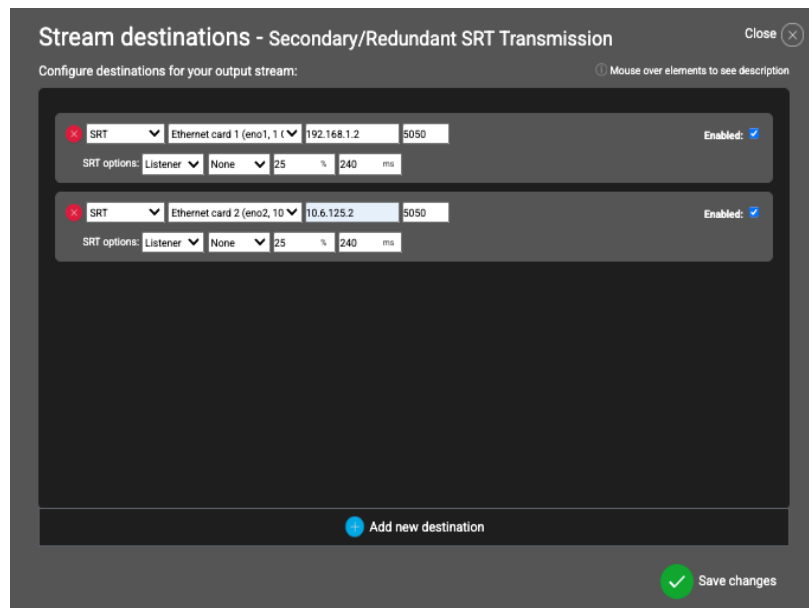 Stream destinations - Secondary/Redundant SRT Transmission
Close
Configure destinations for your output stream:
Mouse over elements to see description
SRT Ethernet card 1 (eno1, 1 ( 192.168.1.2 5050 Enabled:
SRT options: Listener None 25 % 240 ms
SRT Ethernet card 2 (eno2, 10 10.6.125.2 5050 Enabled:
SRT options: Listener None 25 % 240 ms
Add new destination
Save changes